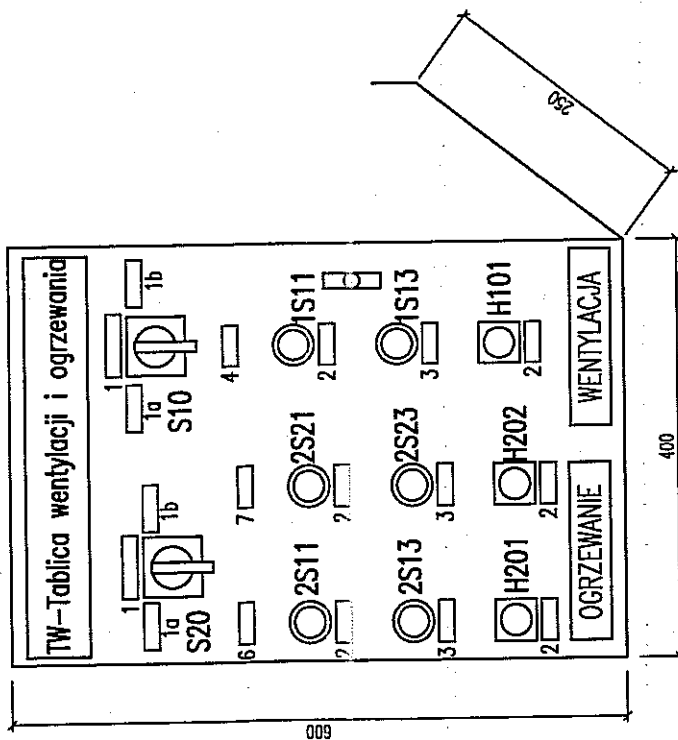 TW-Tablica wentylacji i ogrzewania
1
1
1a
1b
1a
1b
S20
S10
6
7
4
2S11
2S21
1S11
2
2
2
2S13
2S23
1S13
3
3
3
H201
H202
H101
2
2
2
OGRZEWANIE
WENTYLACJA
600
400
250